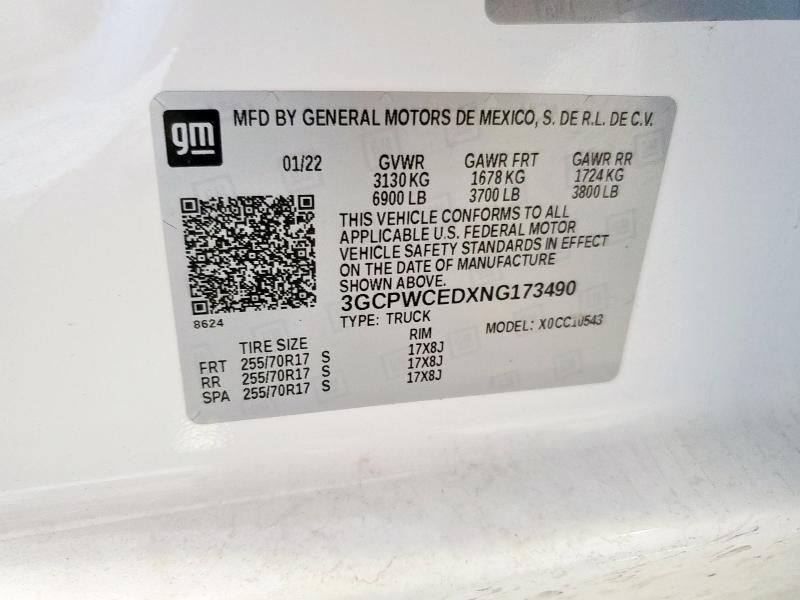 gm
MFD BY GENERAL MOTORS DE MEXICO, S. DE R.L. DE C.V.
01/22 GVWR GAWR FRT GAWR RR
3130 KG 1678 KG 1724 KG
6900 LB 3700 LB 3800 LB
THIS VEHICLE CONFORMS TO ALL
APPLICABLE U.S. FEDERAL MOTOR
VEHICLE SAFETY STANDARDS IN EFFECT
ON THE DATE OF MANUFACTURE
SHOWN ABOVE.
3GCPWCEDXNG173490
8624
TYPE: TRUCK MODEL: X0CC10543
TIRE SIZE RIM
FRT 255/70R17 S 17X8J
RR 255/70R17 S 17X8J
SPA 255/70R17 S 17X8J